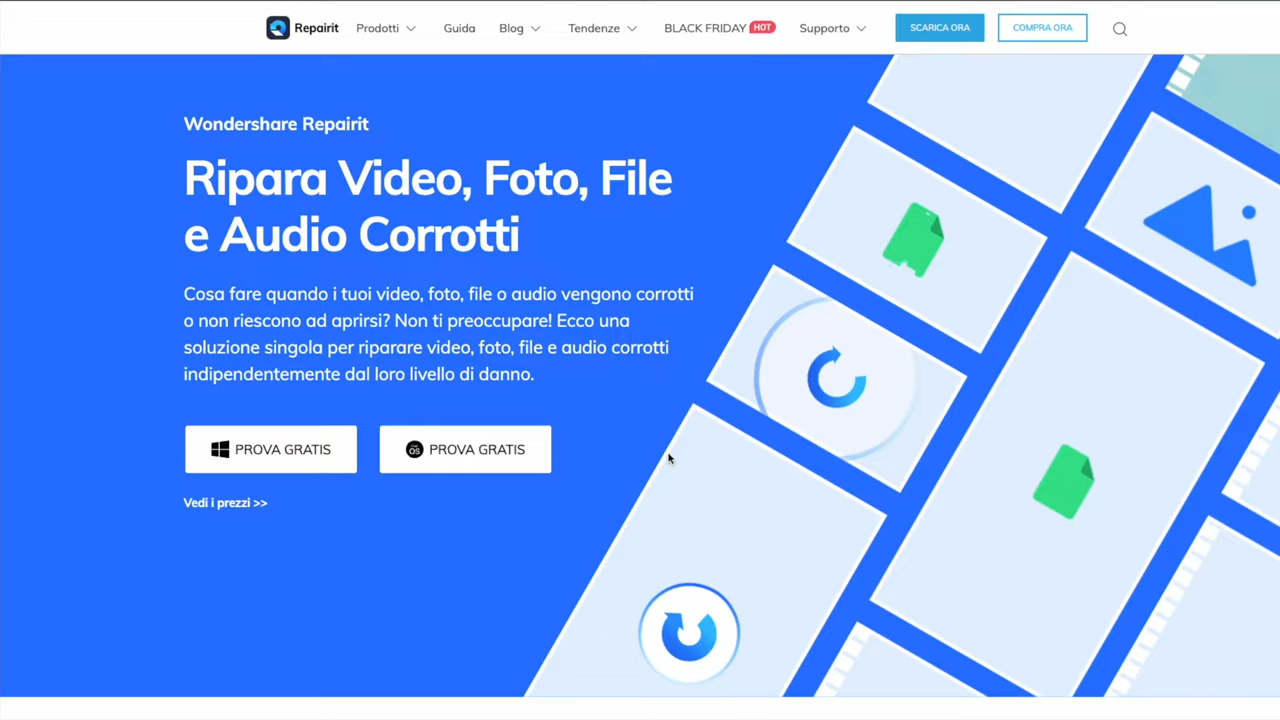 Repairit
Prodotti
Guida
Blog
Tendenze
BLACK FRIDAY HOT
Supporto
SCARICA ORA
COMPRA ORA
Wondershare Repairit
Ripara Video, Foto, File
e Audio Corrotti
Cosa fare quando i tuoi video, foto, file o audio vengono corrotti
o non riescono ad aprirsi? Non ti preoccupare! Ecco una
soluzione singola per riparare video, foto, file e audio corrotti
indipendentemente dal loro livello di danno.
PROVA GRATIS
PROVA GRATIS
Vedi i prezzi >>